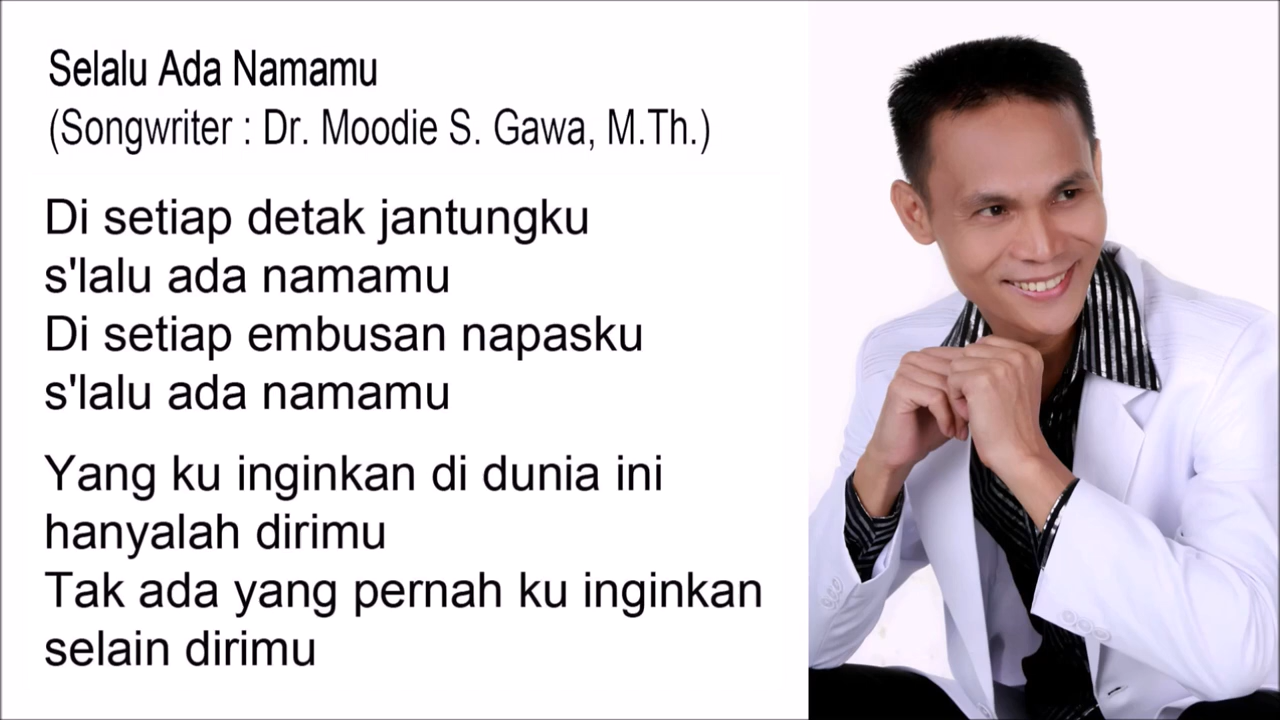 Selalu Ada Namamu
(Songwriter : Dr. Moodie S. Gawa, M.Th.)
Di setiap detak jantungku
s'lalu ada namamu
Di setiap embusan napasku
s'lalu ada namamu
Yang ku inginkan di dunia ini
hanyalah dirimu
Tak ada yang pernah ku inginkan
selain dirimu